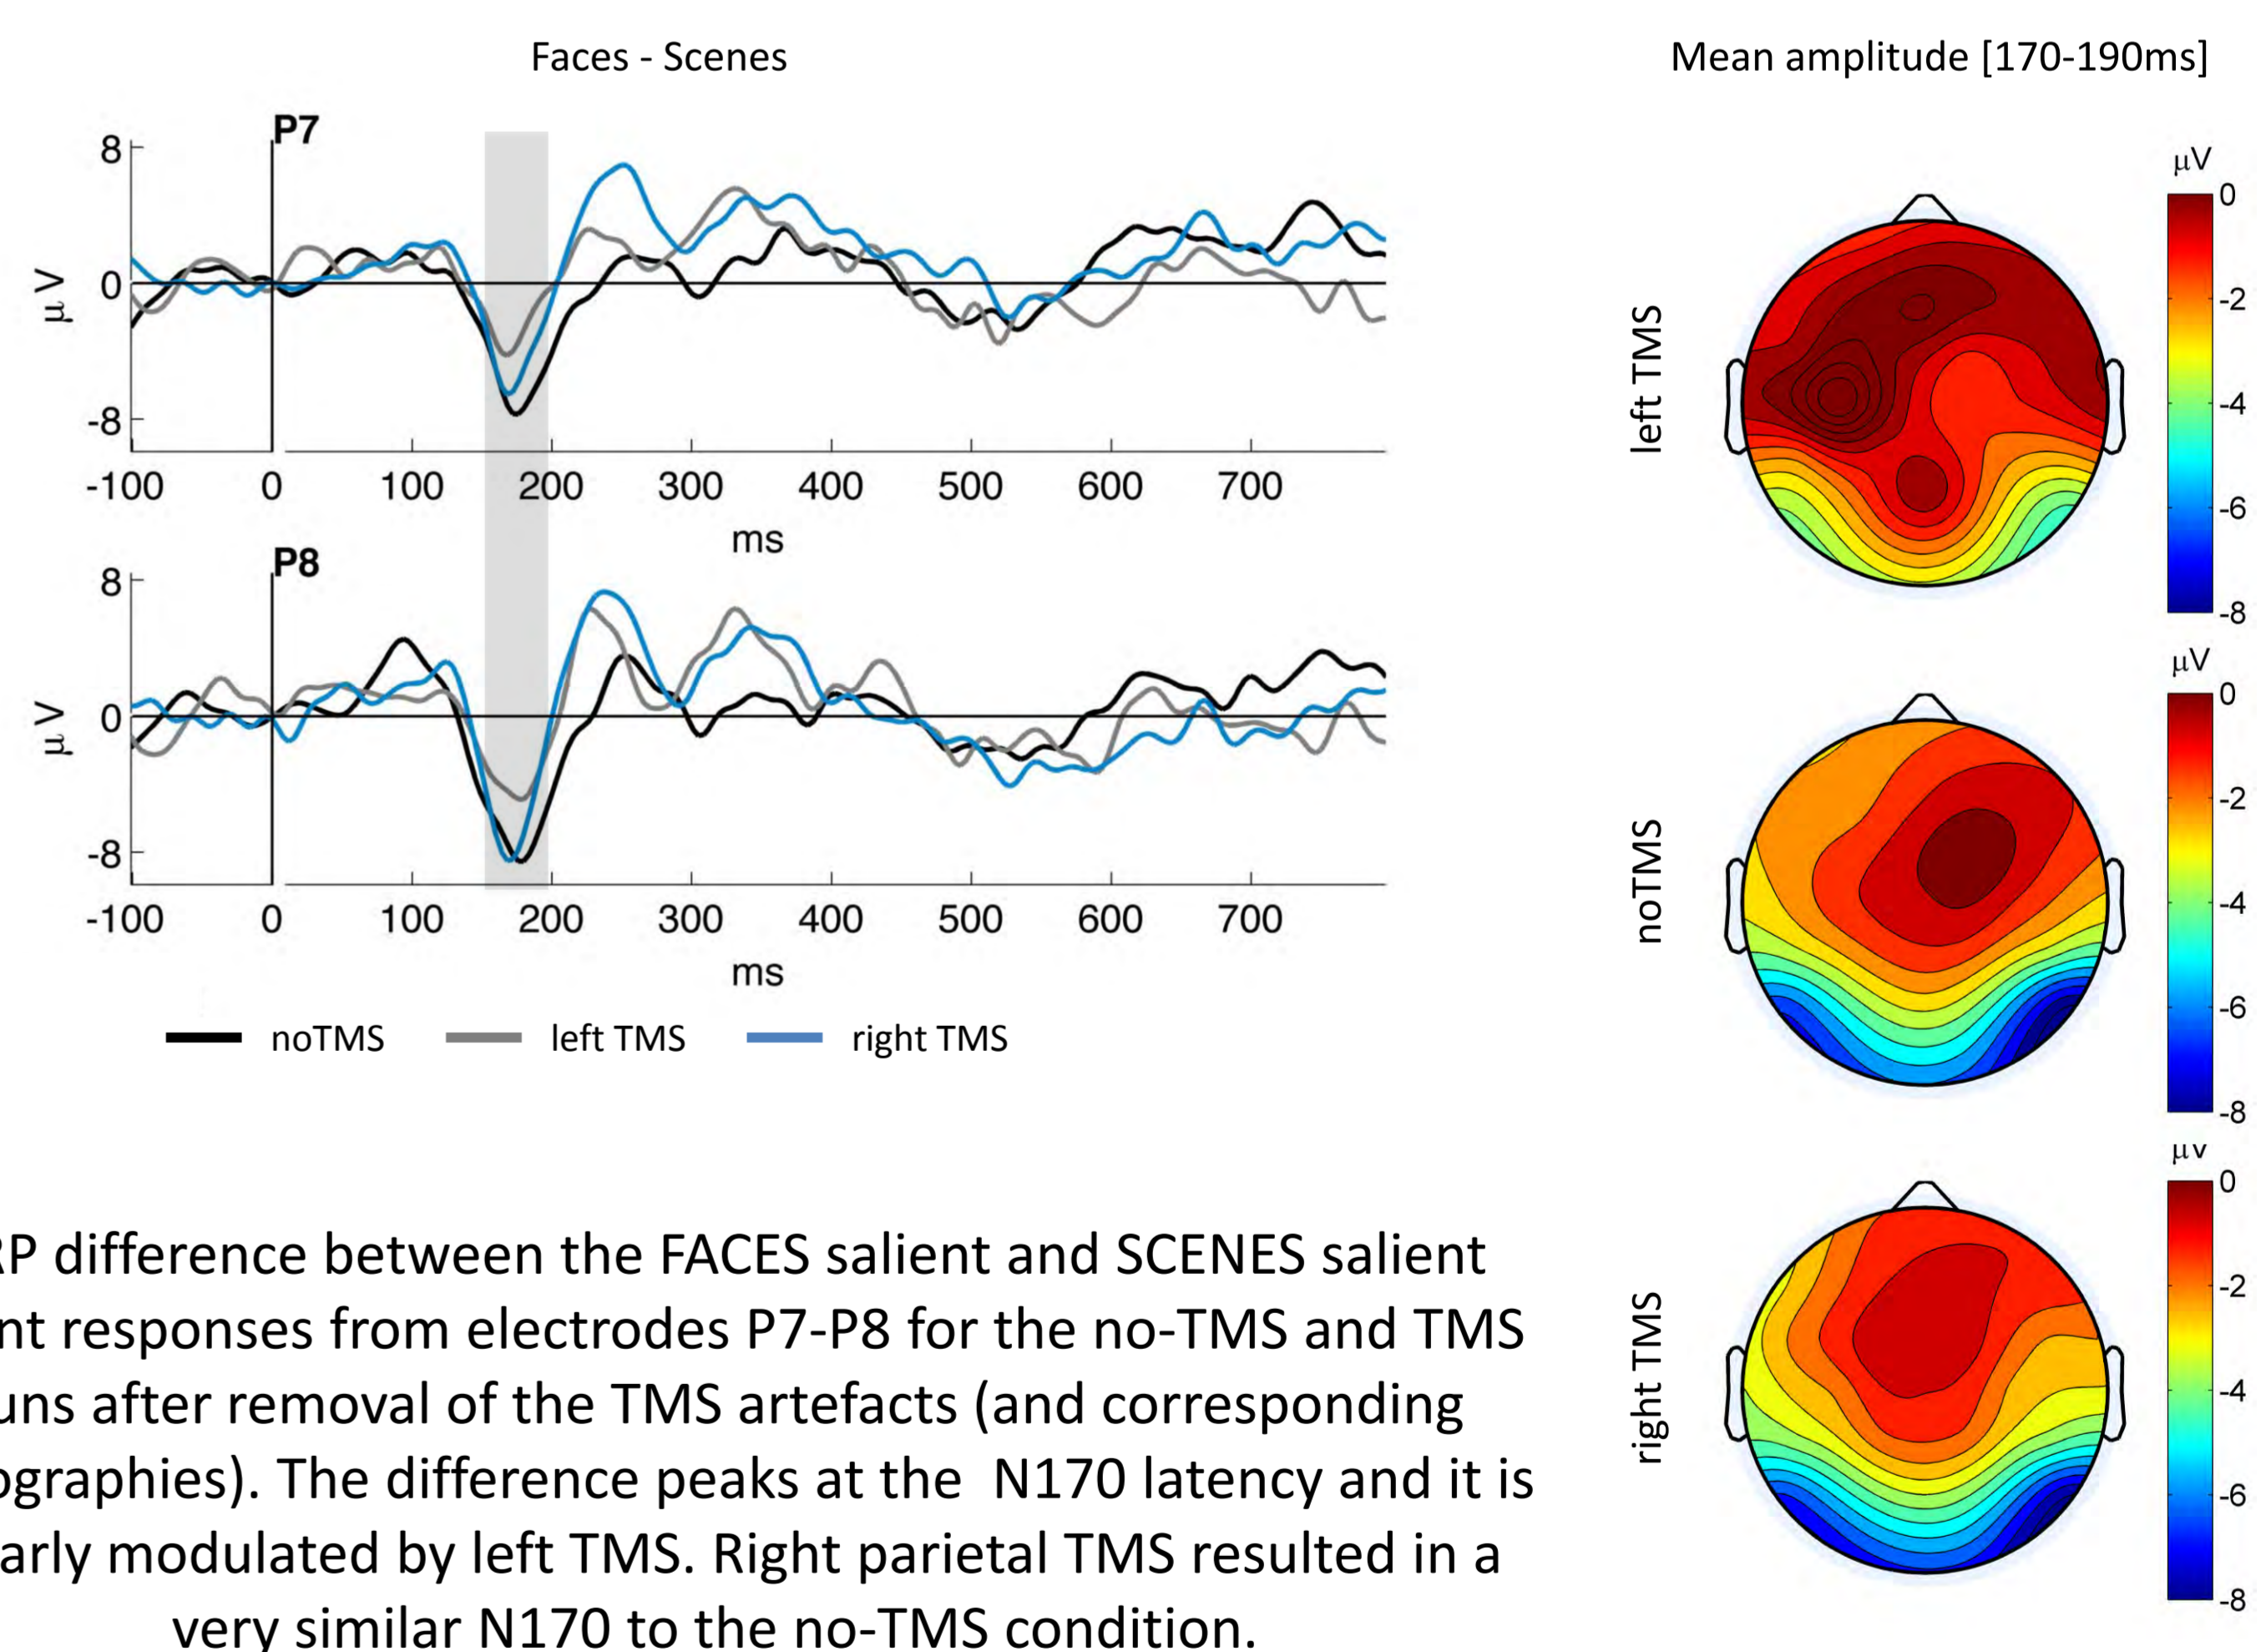 Faces - Scenes
Mean amplitude [170-190ms]
P7
8
0
-8
μV
-100 0 100 200 300 400 500 600 700
ms
P8
8
0
-8
μV
-100 0 100 200 300 400 500 600 700
ms
noTMS left TMS right TMS
left TMS
μV
0
-2
-4
-6
-8
noTMS
μV
0
-2
-4
-6
-8
right TMS
μV
0
-2
-4
-6
-8
RP difference between the FACES salient and SCENES salient
nt responses from electrodes P7-P8 for the no-TMS and TMS
uns after removal of the TMS artefacts (and corresponding
ographies). The difference peaks at the N170 latency and it is
arly modulated by left TMS. Right parietal TMS resulted in a
very similar N170 to the no-TMS condition.